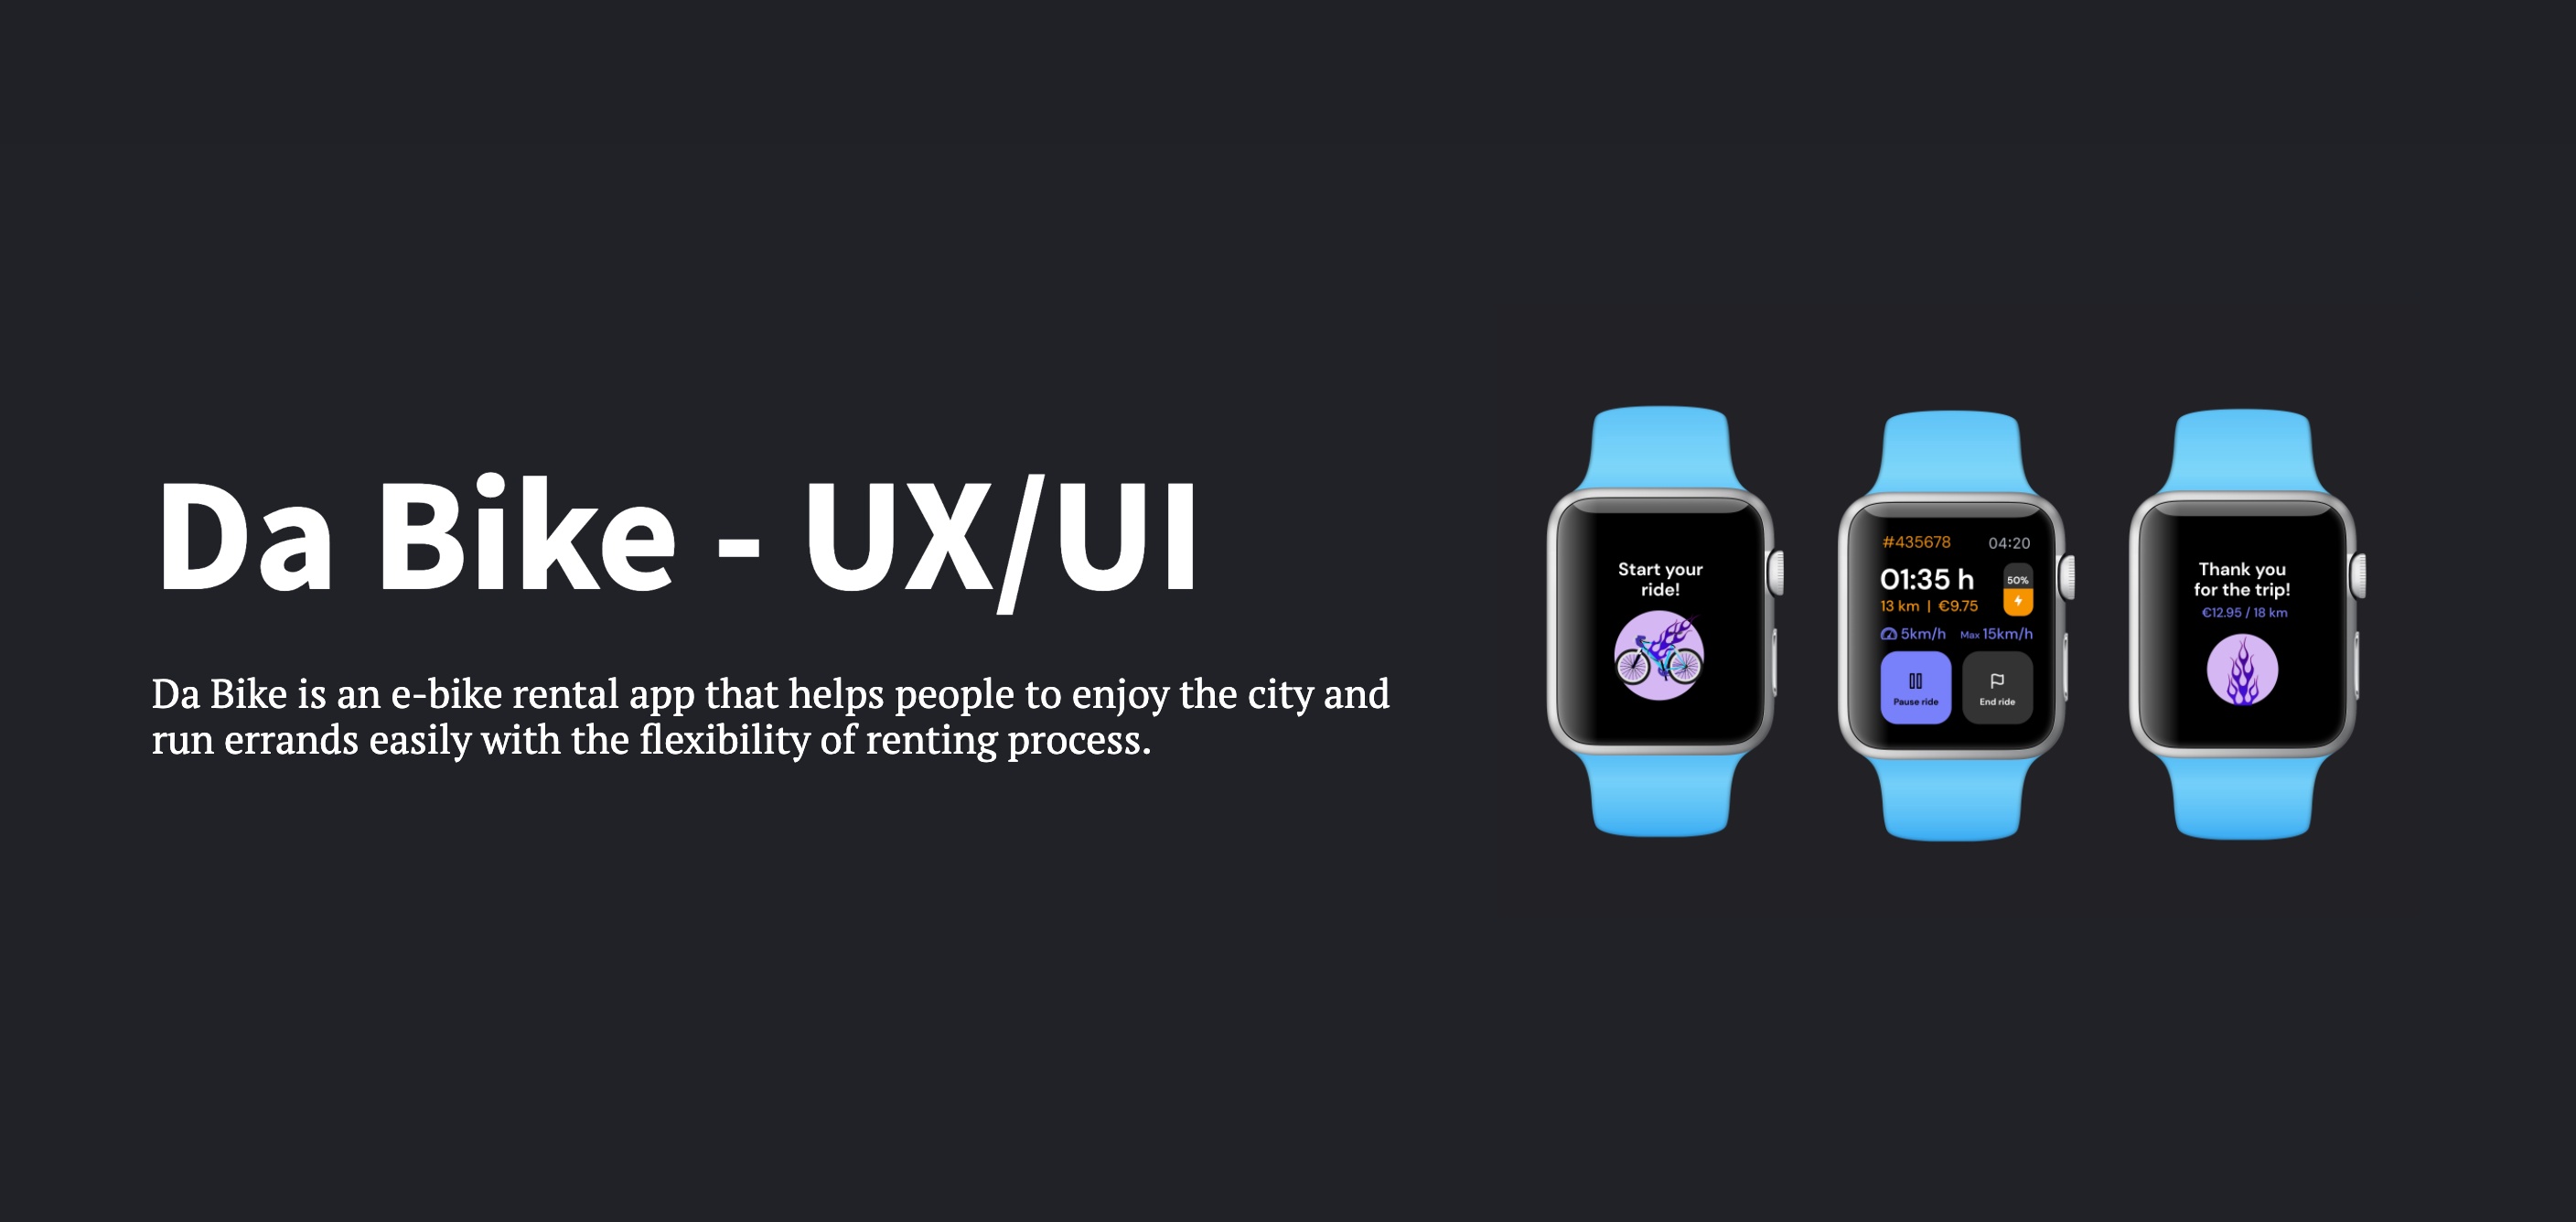 Da Bike - UX/UI
Da Bike is an e-bike rental app that helps people to enjoy the city and
run errands easily with the flexibility of renting process.
Start your
ride!
#435678 04:20
01:35 h 50%
13 km | €9.75
5km/h Max 15km/h
Pause ride End ride
Thank you
for the trip!
€12.95 / 18 km